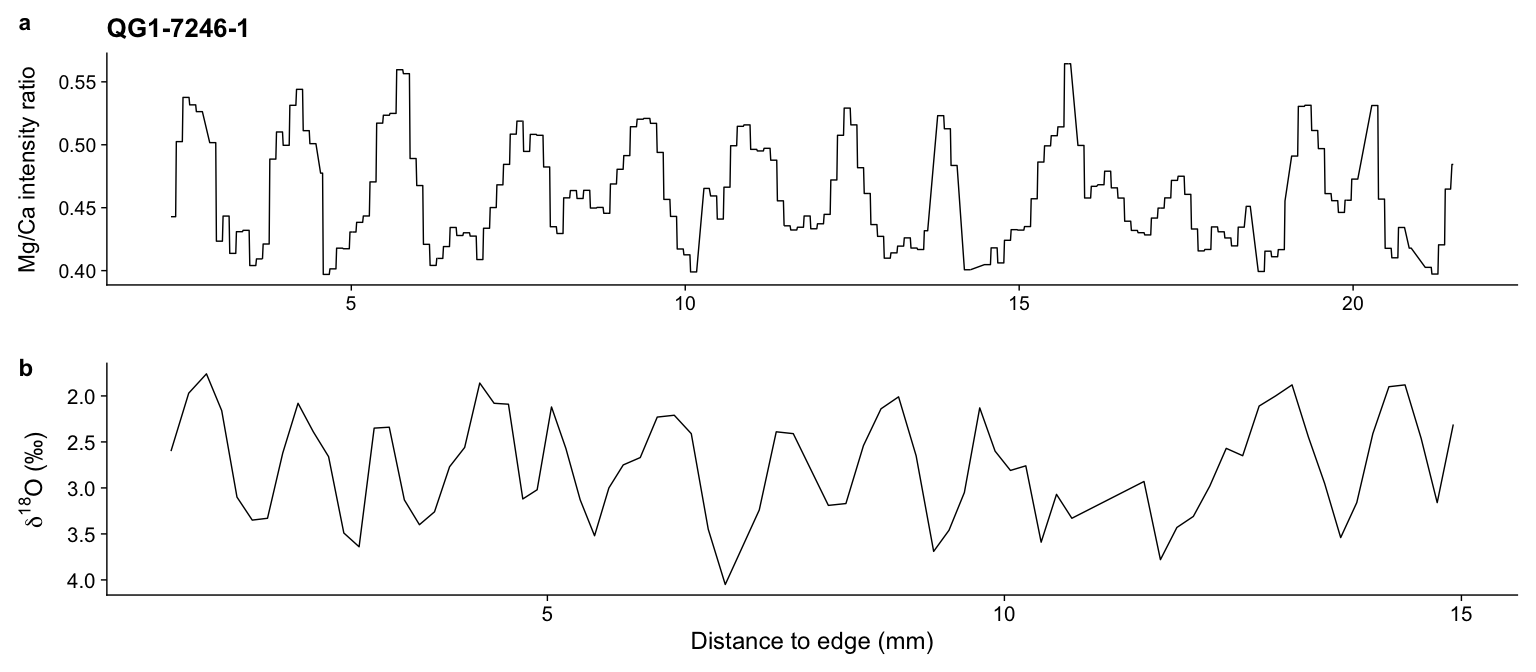 a
QG1-7246-1
Mg/Ca intensity ratio
0.55
0.50
0.45
0.40
5 10 15 20
b
δ18O (‰)
2.0
2.5
3.0
3.5
4.0
5 10 15
Distance to edge (mm)